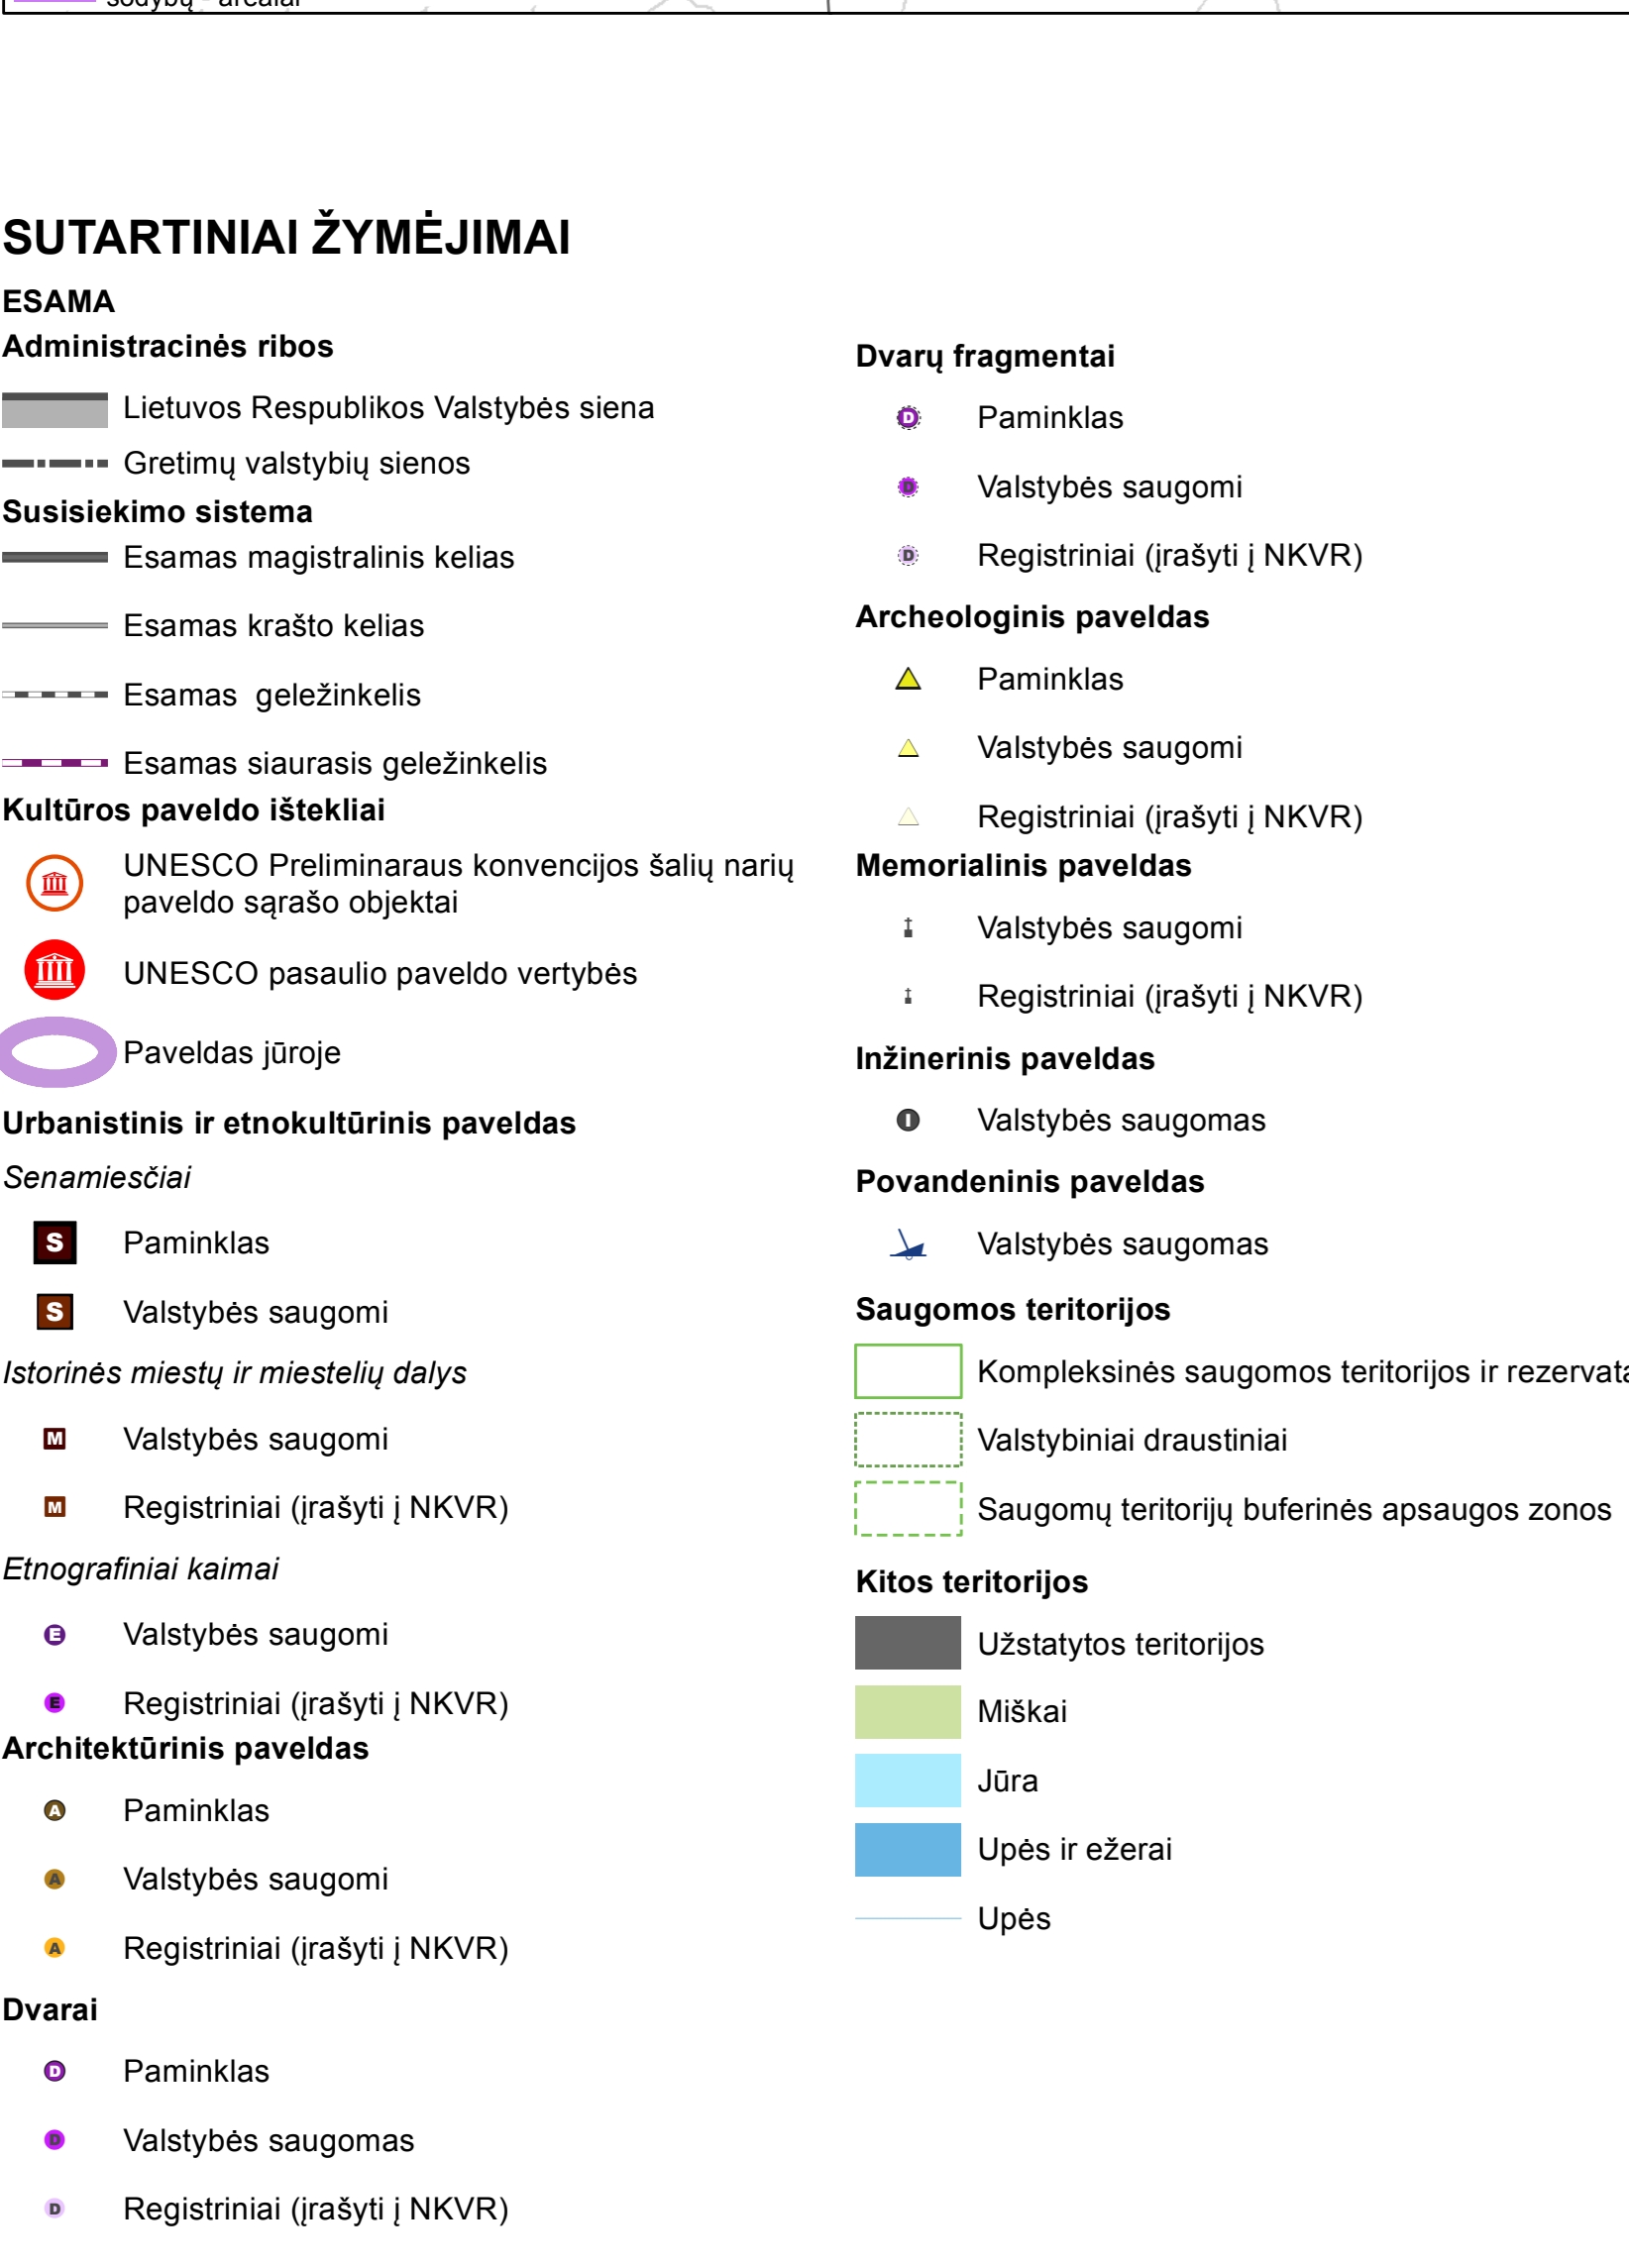 sodybų - arealai
SUTARTINIAI ŽYMĖJIMAI
ESAMA
Administracinės ribos
Lietuvos Respublikos Valstybės siena
Gretimų valstybių sienos
Susisiekimo sistema
Esamas magistralinis kelias
Esamas krašto kelias
Esamas geležinkelis
Esamas siaurasis geležinkelis
Kultūros paveldo ištekliai
UNESCO Preliminaraus konvencijos šalių narių
paveldo sąrašo objektai
UNESCO pasaulio paveldo vertybės
Paveldas jūroje
Urbanistinis ir etnokultūrinis paveldas
Senamiesčiai
S Paminklas
S Valstybės saugomi
Istorinės miestų ir miestelių dalys
M Valstybės saugomi
M Registriniai (įrašyti į NKVR)
Etnografiniai kaimai
E Valstybės saugomi
E Registriniai (įrašyti į NKVR)
Architektūrinis paveldas
A Paminklas
A Valstybės saugomi
A Registriniai (įrašyti į NKVR)
Dvarai
D Paminklas
D Valstybės saugomas
D Registriniai (įrašyti į NKVR)
Dvarų fragmentai
D Paminklas
D Valstybės saugomi
D Registriniai (įrašyti į NKVR)
Archeologinis paveldas
Paminklas
Valstybės saugomi
Registriniai (įrašyti į NKVR)
Memorialinis paveldas
Valstybės saugomi
Registriniai (įrašyti į NKVR)
Inžinerinis paveldas
I Valstybės saugomas
Povandeninis paveldas
Valstybės saugomas
Saugomos teritorijos
Kompleksinės saugomos teritorijos ir rezervata
Valstybiniai draustiniai
Saugomų teritorijų buferinės apsaugos zonos
Kitos teritorijos
Užstatytos teritorijos
Miškai
Jūra
Upės ir ežerai
Upės